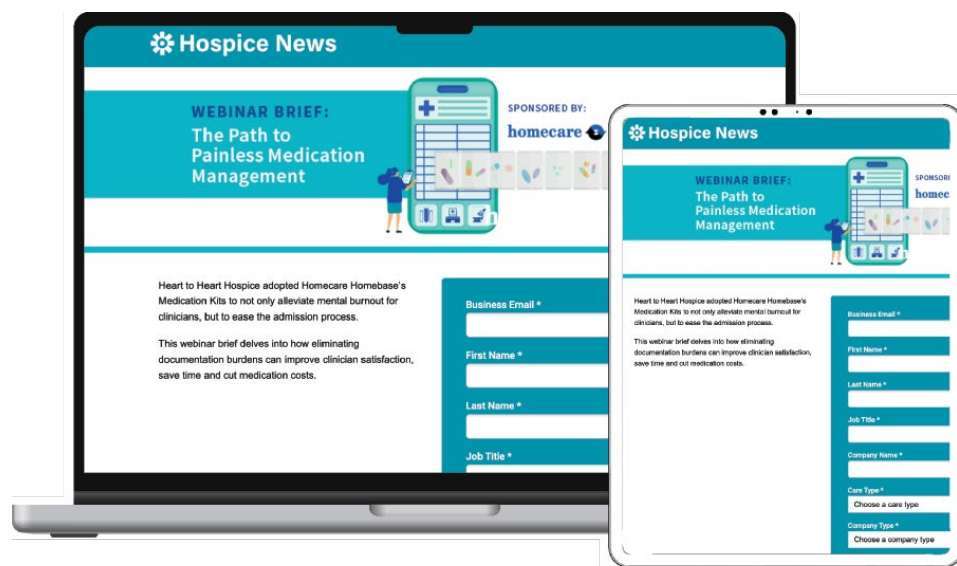 Hospice News
WEBINAR BRIEF:
The Path to
Painless Medication
Management
SPONSORED BY:
homecare
Heart to Heart Hospice adopted Homecare Homebase's
Medication Kits to not only alleviate mental burnout for
clinicians, but to ease the admission process.
This webinar brief delves into how eliminating
documentation burdens can improve clinician satisfaction,
save time and cut medication costs.
Business Email *
First Name *
Last Name *
Job Title *
Hospice News
WEBINAR BRIEF:
The Path to
Painless Medication
Management
SPONSORI
homec
Heart to Heart Hospice adopted Homecare Homebase's
Medication Kits to not only alleviate mental burnout for
clinicians, but to ease the admission process.
This webinar brief delves into how eliminating
documentation burdens can improve clinician satisfaction,
save time and cut medication costs.
Business Email *
First Name *
Last Name *
Job Title *
Company Name *
Care Type *
Choose a care type
Company Type *
Choose a company type